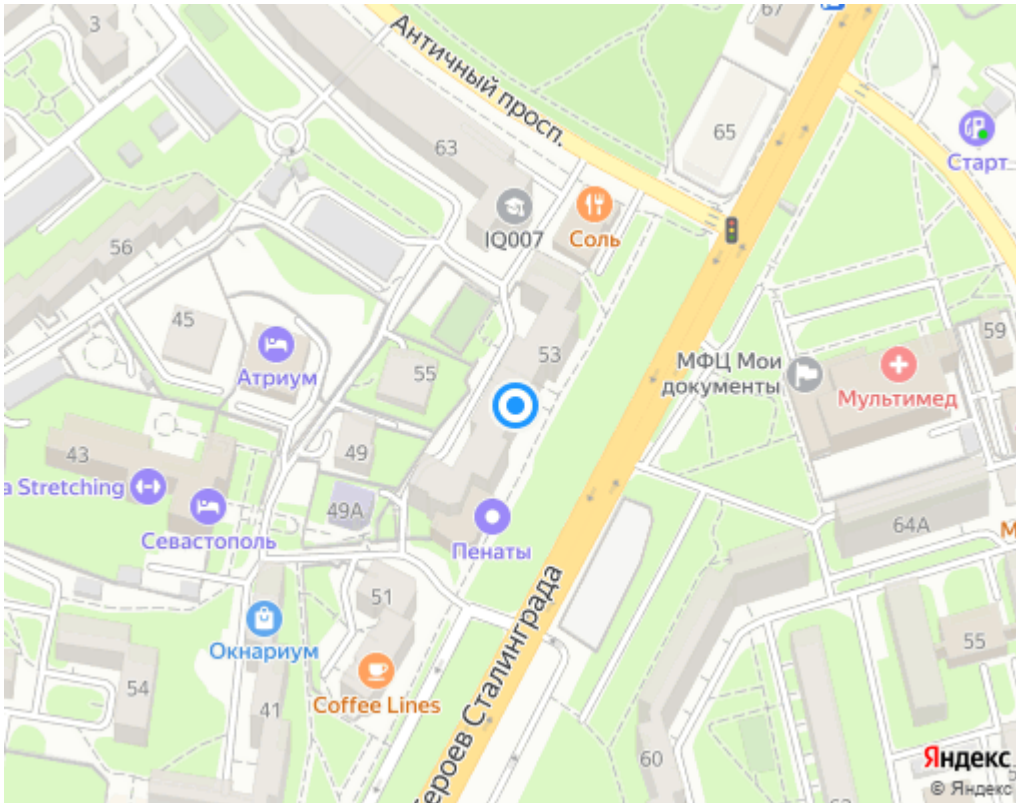 3
67
Античный просп.
65
63
Старт
IQ007
Соль
56
45
53
59
Атриум
55
МФЦ Мои
документы
Мультимед
43
49
a Stretching
49А
Севастополь
Пенаты
64А
М
51
Окнариум
55
54
Coffee Lines
41
Героев Сталинграда
60
Яндекс
© Яндекс